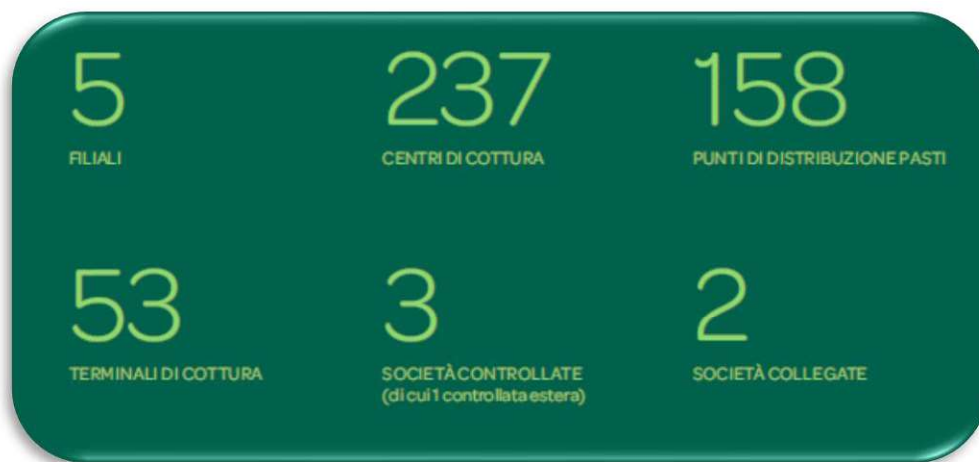 5
FILIALI
237
CENTRI DI COTTURA
158
PUNTI DI DISTRIBUZIONE PASTI
53
TERMINALI DI COTTURA
3
SOCIETÀ CONTROLLATE
(di cui 1 controllata estera)
2
SOCIETÀ COLLEGATE